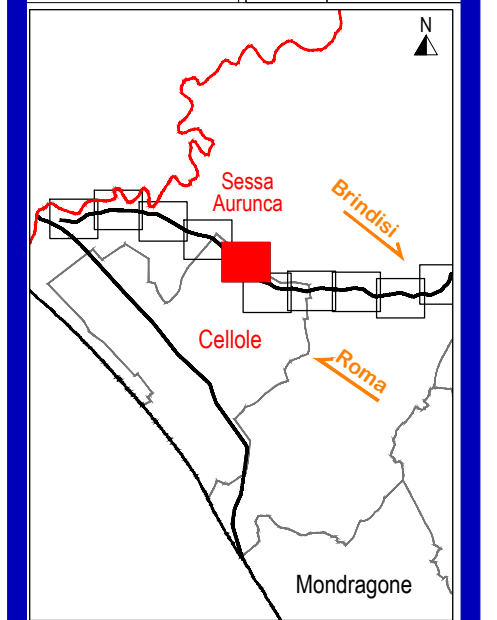 N
Sessa
Aurunca
Brindisi
Cellole
Roma
Mondragone